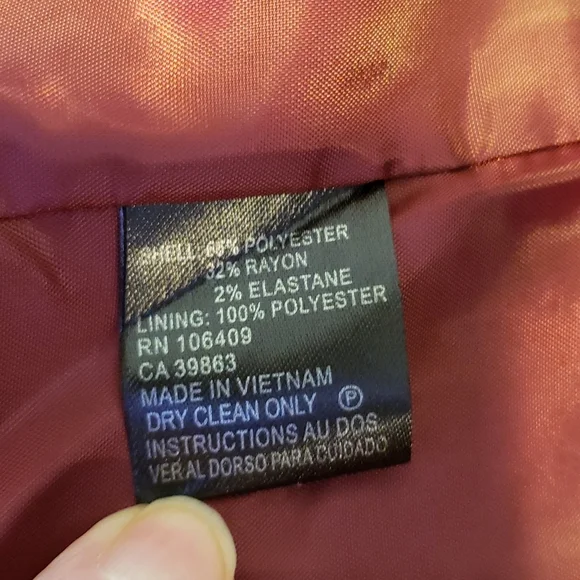 SHELL: 66% POLYESTER
32% RAYON
2% ELASTANE
LINING: 100% POLYESTER
RN 106409
CA 39863
MADE IN VIETNAM
DRY CLEAN ONLY Ⓟ
INSTRUCTIONS AU DOS
VER AL DORSO PARA CUIDADO